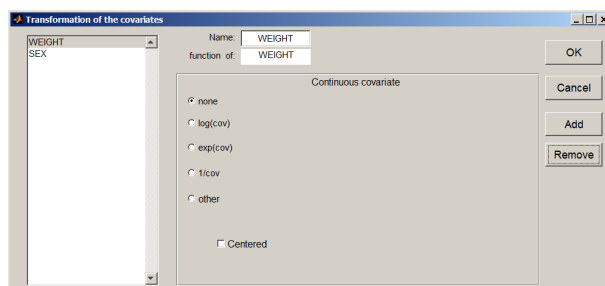 Transformation of the covariates
WEIGHT
SEX
Name: WEIGHT
function of: WEIGHT
Continuous covariate
none
log(cov)
exp(cov)
1/cov
other
Centered
OK
Cancel
Add
Remove